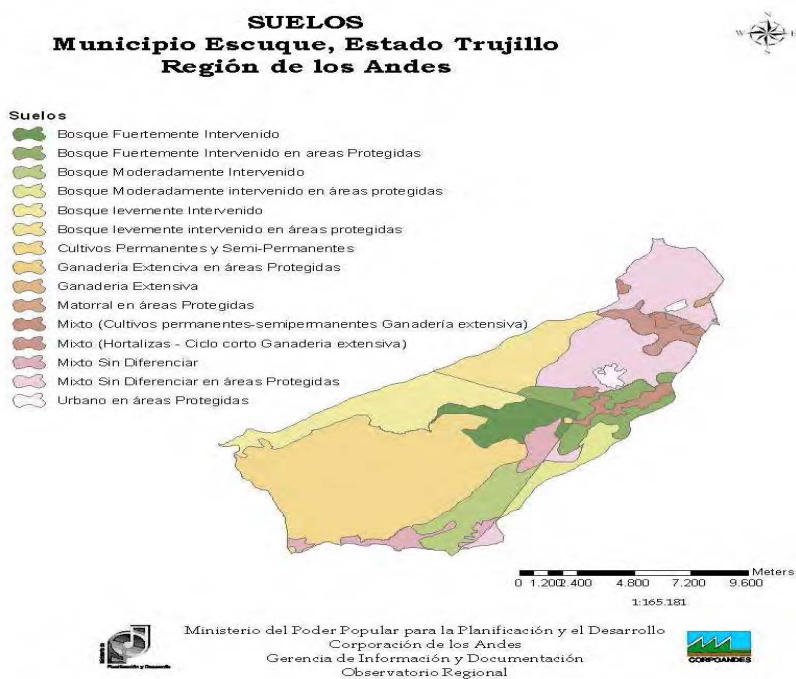 SUELOS
Municipio Escuque, Estado Trujillo
Región de los Andes
N
W E
S
Suelos
Bosque Fuertemente Intervenido
Bosque Fuertemente Intervenido en areas Protegidas
Bosque Moderadamente Intervenido
Bosque Moderadamente intervenido en áreas protegidas
Bosque levemente Intervenido
Bosque levemente intervenido en áreas protegidas
Cultivos Permanentes y Semi-Permanentes
Ganaderia Extenciva en áreas Protegidas
Ganaderia Extensiva
Matorral en áreas Protegidas
Mixto (Cultivos permanentes-semipermanentes Ganadería extensiva)
Mixto (Hortalizas - Ciclo corto Ganaderia extensiva)
Mixto Sin Diferenciar
Mixto Sin Diferenciar en áreas Protegidas
Urbano en áreas Protegidas
Meters
0 1.200 2.400 4.800 7.200 9.600
1:165.181
Ministerio del Poder Popular para la Planificación y el Desarrollo
Corporación de los Andes
Gerencia de Información y Documentación
Observatorio Regional
Ministerio de
Planificación y Desarrollo
CORPOANDES